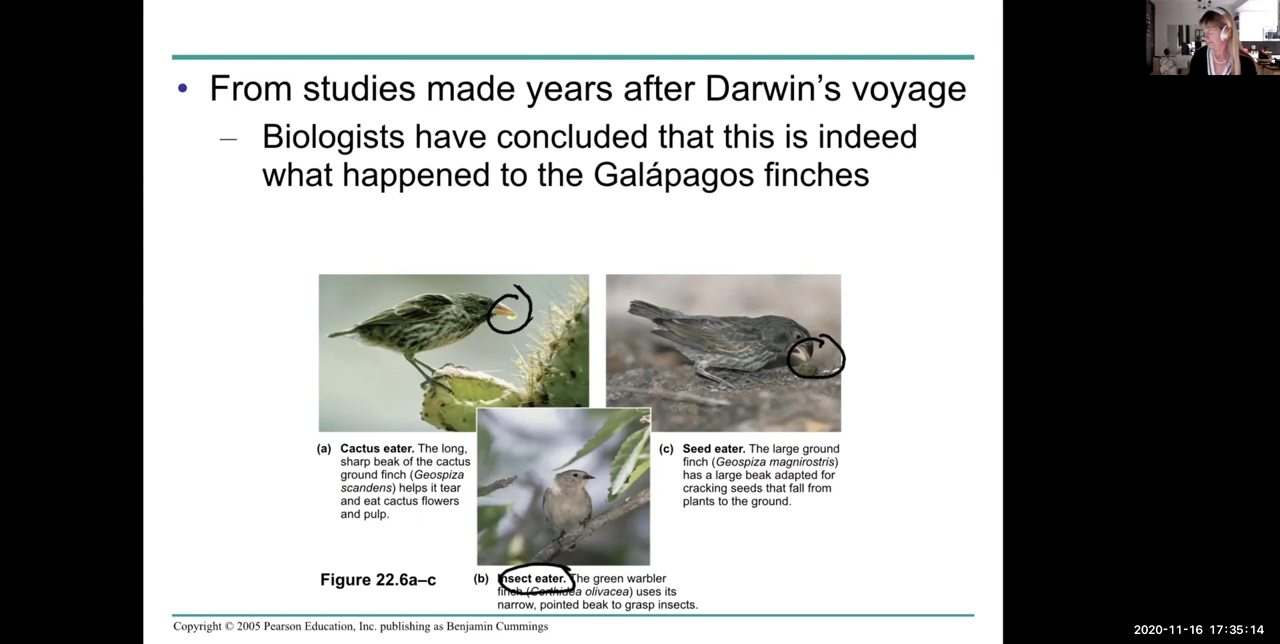 • From studies made years after Darwin’s voyage
– Biologists have concluded that this is indeed
what happened to the Galápagos finches
(a) Cactus eater. The long,
sharp beak of the cactus
ground finch (Geospiza
scandens) helps it tear
and eat cactus flowers
and pulp.
(c) Seed eater. The large ground
finch (Geospiza magnirostris)
has a large beak adapted for
cracking seeds that fall from
plants to the ground.
Figure 22.6a–c
(b) Insect eater. The green warbler
finch (Certhidea olivacea) uses its
narrow, pointed beak to grasp insects.
Copyright © 2005 Pearson Education, Inc. publishing as Benjamin Cummings
2020-11-16 17:35:14